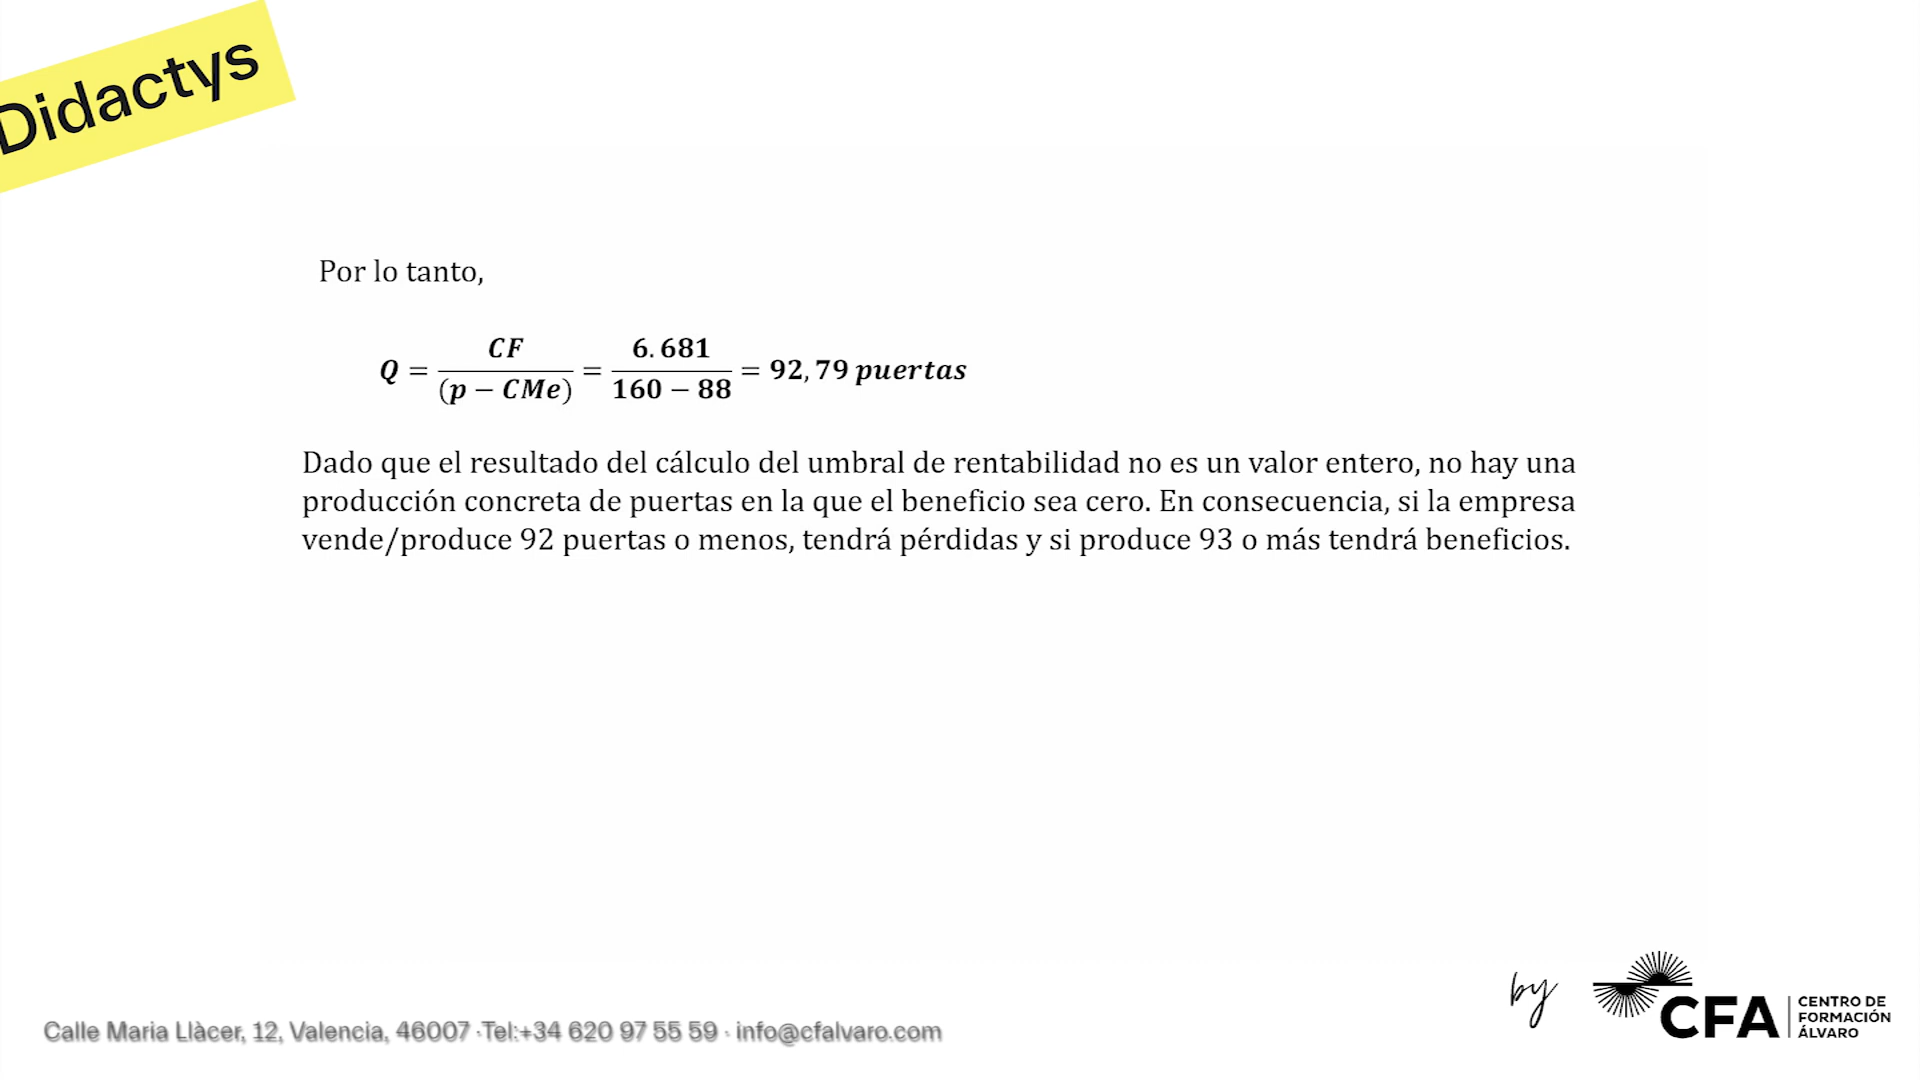 Didactys
Por lo tanto,
Q = CF / (p − CMe) = 6.681 / 160 − 88 = 92,79 puertas
Dado que el resultado del cálculo del umbral de rentabilidad no es un valor entero, no hay una
producción concreta de puertas en la que el beneficio sea cero. En consecuencia, si la empresa
vende/produce 92 puertas o menos, tendrá pérdidas y si produce 93 o más tendrá beneficios.
by
CFA
CENTRO DE
FORMACIÓN
ÁLVARO
Calle Maria Llàcer, 12, Valencia, 46007 ·Tel:+34 620 97 55 59 · info@cfalvaro.com